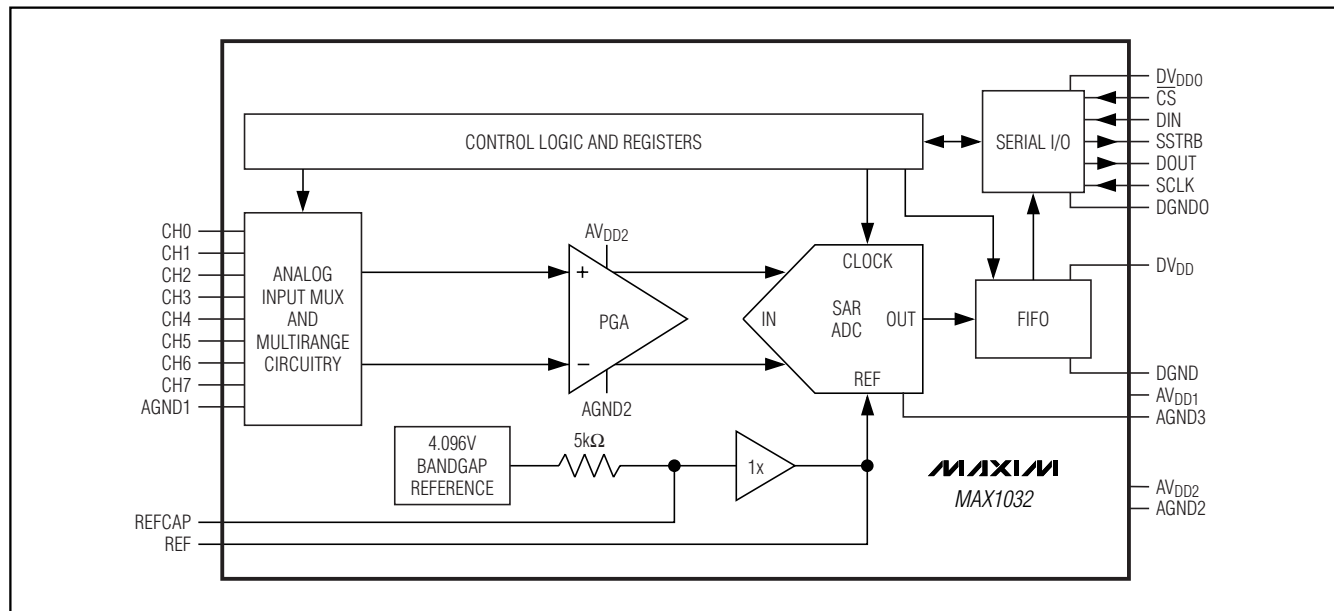 CONTROL LOGIC AND REGISTERS
SERIAL I/O
DVDDO
CS
DIN
SSTRB
DOUT
SCLK
DGNDO
CH0
CH1
CH2
CH3
CH4
CH5
CH6
CH7
AGND1
ANALOG
INPUT MUX
AND
MULTIRANGE
CIRCUITRY
AVDD2
+
PGA
−
AGND2
CLOCK
IN
SAR
ADC
OUT
REF
FIFO
DVDD
DGND
AVDD1
AGND3
4.096V
BANDGAP
REFERENCE
5kΩ
1x
MAXIM
MAX1032
AVDD2
AGND2
REFCAP
REF